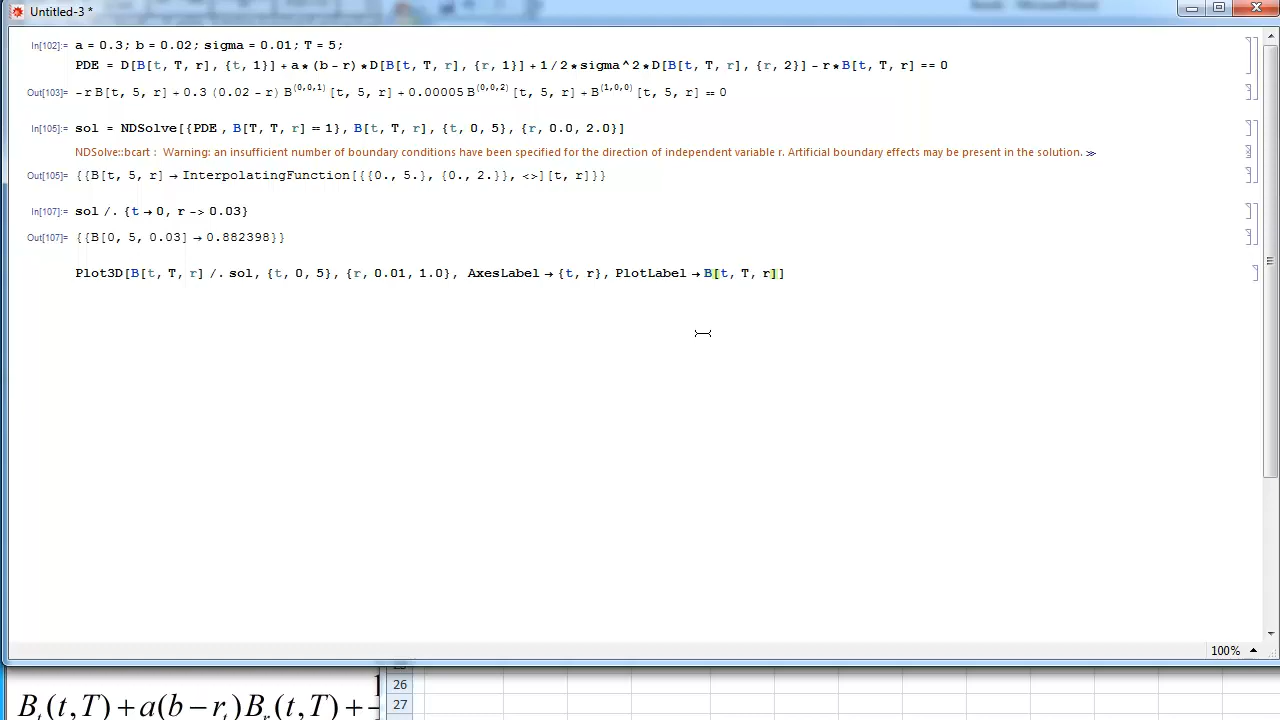 Untitled-3 *
In[102]:= a = 0.3; b = 0.02; sigma = 0.01; T = 5;
PDE = D[B[t, T, r], {t, 1}] + a * (b - r) * D[B[t, T, r], {r, 1}] + 1 / 2 * sigma^2 * D[B[t, T, r], {r, 2}] - r * B[t, T, r] == 0
Out[103]= -r B[t, 5, r] + 0.3 (0.02 - r) B^(0,0,1)[t, 5, r] + 0.00005 B^(0,0,2)[t, 5, r] + B^(1,0,0)[t, 5, r] == 0
In[105]:= sol = NDSolve[{PDE, B[T, T, r] == 1}, B[t, T, r], {t, 0, 5}, {r, 0.0, 2.0}]
NDSolve::bcart : Warning: an insufficient number of boundary conditions have been specified for the direction of independent variable r. Artificial boundary effects may be present in the solution. ≫
Out[105]= {{B[t, 5, r] → InterpolatingFunction[{{0., 5.}, {0., 2.}}, <>][t, r]}}
In[107]:= sol /. {t → 0, r -> 0.03}
Out[107]= {{B[0, 5, 0.03] → 0.882398}}
Plot3D[B[t, T, r] /. sol, {t, 0, 5}, {r, 0.01, 1.0}, AxesLabel → {t, r}, PlotLabel → B[t, T, r]]
100%
26
27
B_t(t,T) + a(b - r_t)B_r(t,T) +